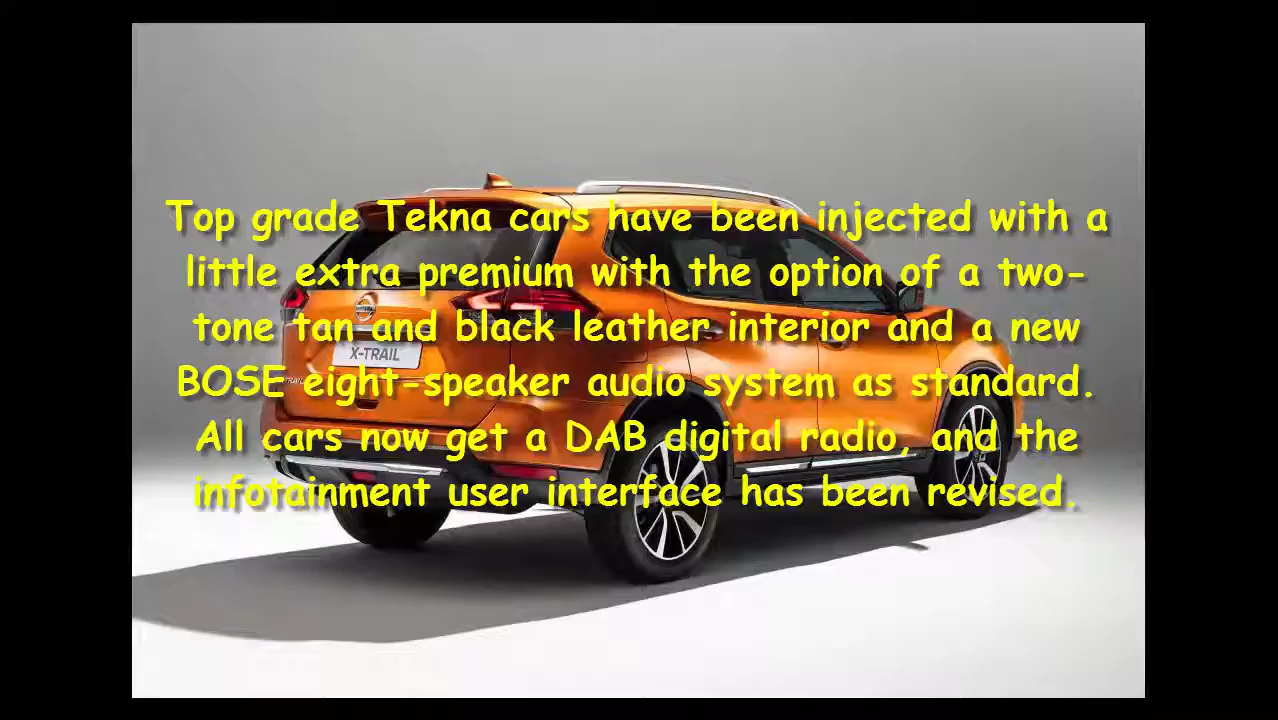 Top grade Tekna cars have been injected with a
little extra premium with the option of a two-
tone tan and black leather interior and a new
BOSE eight-speaker audio system as standard.
All cars now get a DAB digital radio, and the
infotainment user interface has been revised.
NISSAN
X-TRAIL